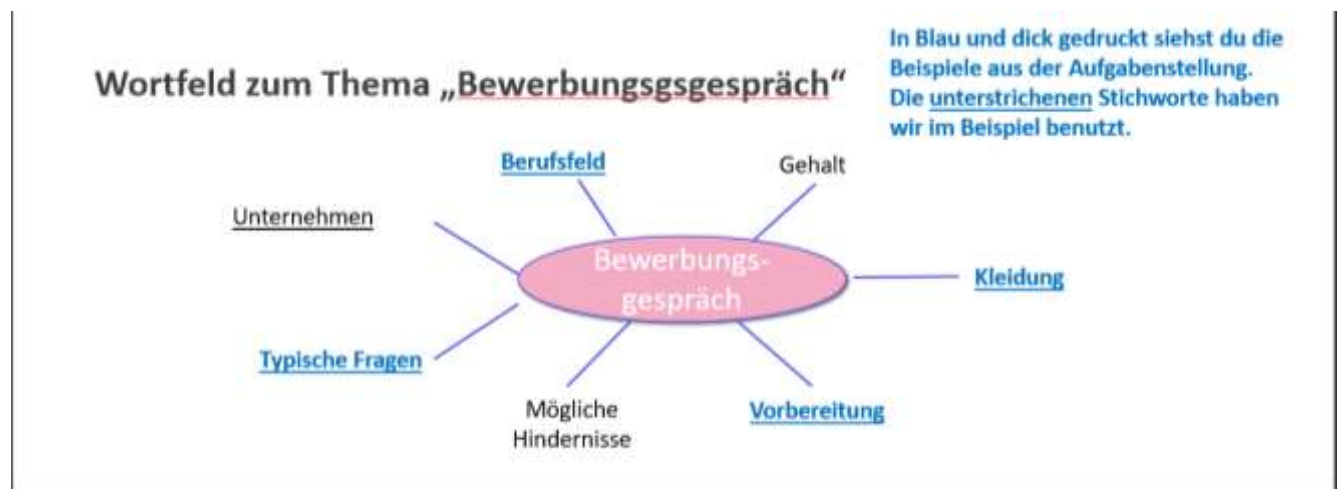 In Blau und dick gedruckt siehst du die
Beispiele aus der Aufgabenstellung.
Die unterstrichenen Stichworte haben
wir im Beispiel benutzt.
Wortfeld zum Thema „Bewerbungsgsgespräch“
Berufsfeld
Gehalt
Unternehmen
Bewerbungs-
gespräch
Kleidung
Typische Fragen
Mögliche
Hindernisse
Vorbereitung